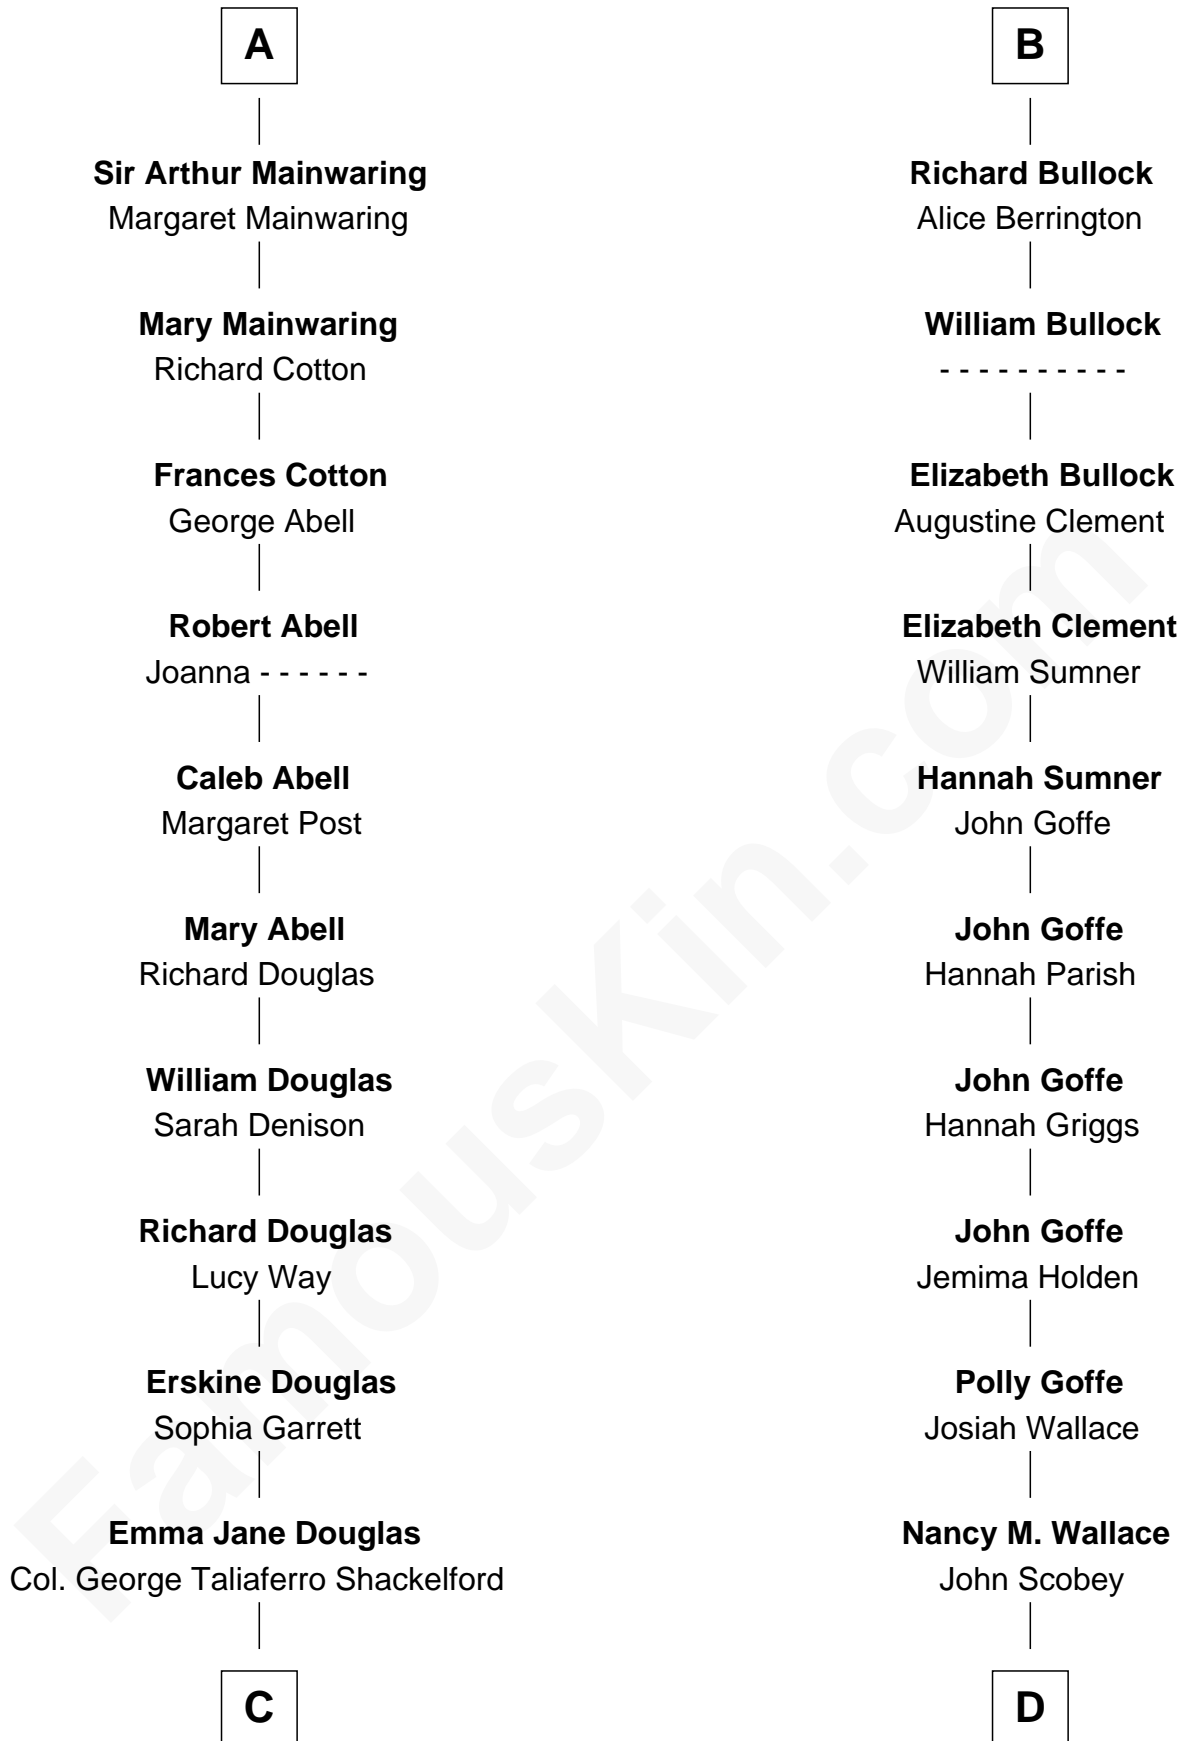 A
Sir Arthur Mainwaring
Margaret Mainwaring
Mary Mainwaring
Richard Cotton
Frances Cotton
George Abell
Robert Abell
Joanna - - - - - -
Caleb Abell
Margaret Post
Mary Abell
Richard Douglas
William Douglas
Sarah Denison
Richard Douglas
Lucy Way
Erskine Douglas
Sophia Garrett
Emma Jane Douglas
Col. George Taliaferro Shackelford
C
B
Richard Bullock
Alice Berrington
William Bullock
- - - - - - - - - -
Elizabeth Bullock
Augustine Clement
Elizabeth Clement
William Sumner
Hannah Sumner
John Goffe
John Goffe
Hannah Parish
John Goffe
Hannah Griggs
John Goffe
Jemima Holden
Polly Goffe
Josiah Wallace
Nancy M. Wallace
John Scobey
D
FamousKin.com